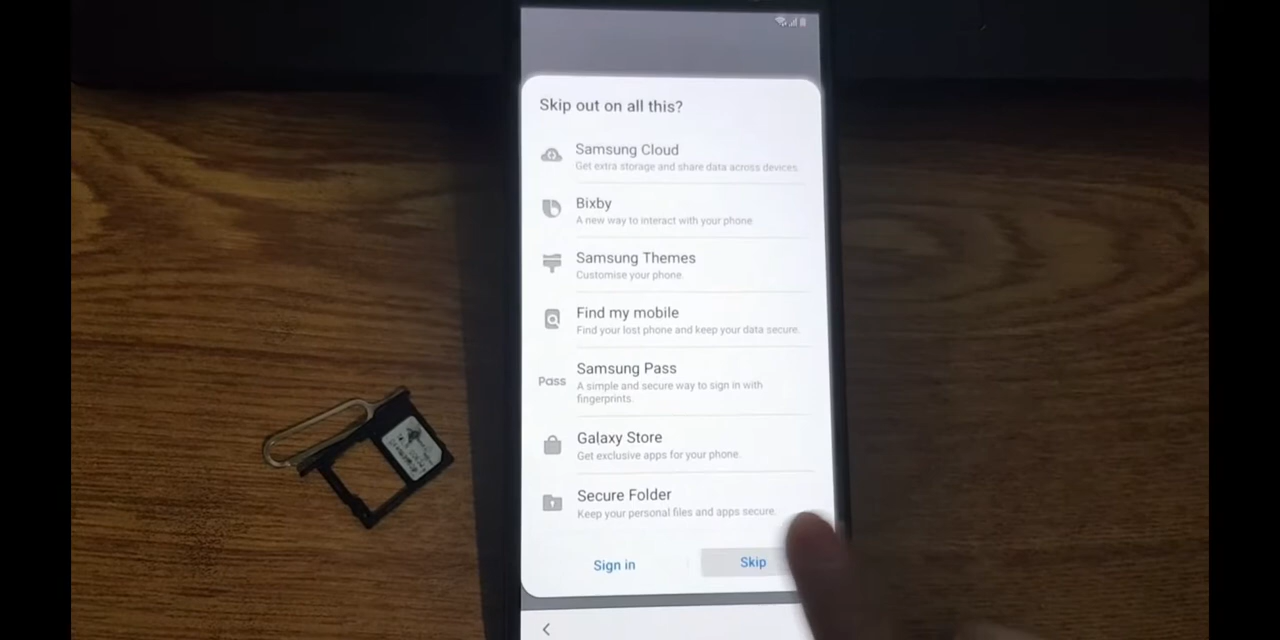 Skip out on all this?
Samsung Cloud
Get extra storage and share data across devices.
Bixby
A new way to interact with your phone.
Samsung Themes
Customise your phone.
Find my mobile
Find your lost phone and keep your data secure.
Pass
Samsung Pass
A simple and secure way to sign in with
fingerprints.
Galaxy Store
Get exclusive apps for your phone.
Secure Folder
Keep your personal files and apps secure.
Sign in
Skip